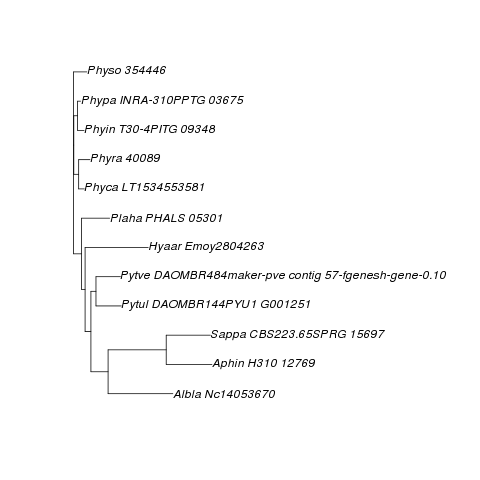 Physo 354446
Phypa INRA-310PPTG 03675
Phyin T30-4PITG 09348
Phyra 40089
Phyca LT1534553581
Plaha PHALS 05301
Hyaar Emoy2804263
Pytve DAOMBR484maker-pve contig 57-fgenesh-gene-0.10
Pytul DAOMBR144PYU1 G001251
Sappa CBS223.65SPRG 15697
Aphin H310 12769
Albla Nc14053670